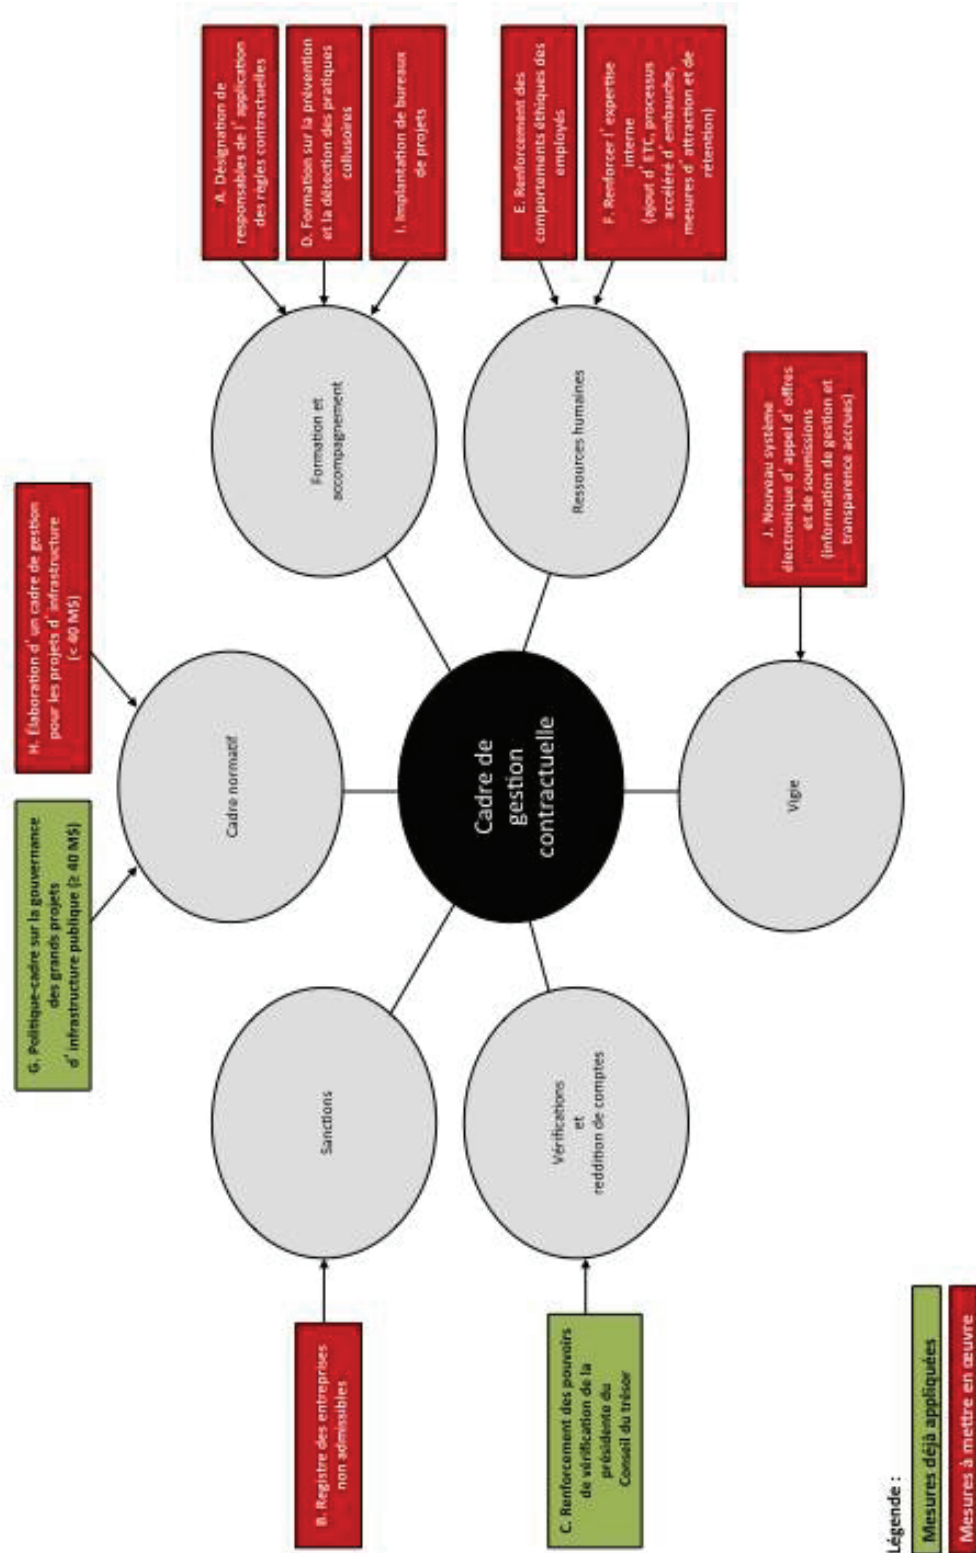 G. Politique-cadre sur la gouvernance
des grands projets
d'infrastructure publique (≥ 40 M$)
H. Élaboration d'un cadre de gestion
pour les projets d'infrastructure
(< 40 M$)
B. Registre des entreprises
non admissibles
Sanctions
Cadre normatif
Formation et
accompagnement
A. Désignation de
responsables de l'application
des règles contractuelles
D. Formation sur la prévention
et la détection des pratiques
collusoires
I. Implantation de bureaux
de projets
Cadre de
gestion
contractuelle
C. Renforcement des pouvoirs
de vérification de la
présidente du
Conseil du trésor
Vérifications
et
reddition de comptes
Ressources humaines
E. Renforcement des
comportements éthiques des
employés
F. Renforcer l'expertise
interne
(ajout d'ETC, processus
accéléré d'embauche,
mesures d'attraction et de
rétention)
Vigie
J. Nouveau système
électronique d'appel d'offres
et de soumissions
(information de gestion et
transparence accrues)
Légende :
Mesures déjà appliquées
Mesures à mettre en œuvre